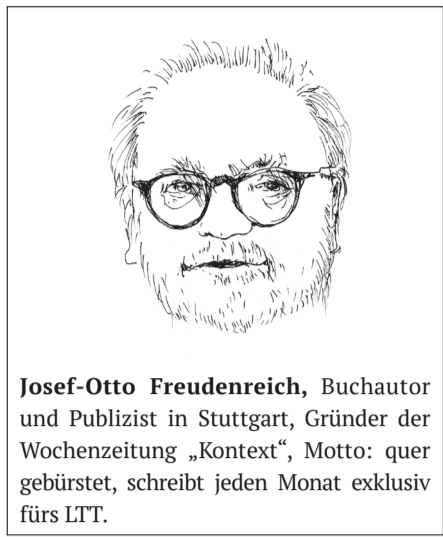 Josef-Otto Freudenreich, Buchautor
und Publizist in Stuttgart, Gründer der
Wochenzeitung „Kontext“, Motto: quer
gebürstet, schreibt jeden Monat exklusiv
fürs LTT.